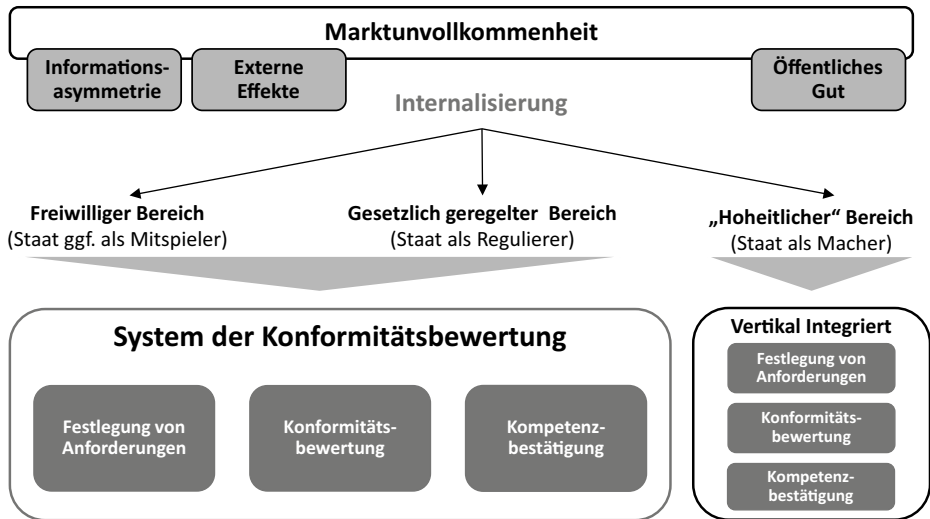 Marktunvollkommenheit
Informations-
asymmetrie
Externe
Effekte
Öffentliches
Gut
Internalisierung
Freiwilliger Bereich
(Staat ggf. als Mitspieler)
Gesetzlich geregelter Bereich
(Staat als Regulierer)
„Hoheitlicher“ Bereich
(Staat als Macher)
System der Konformitätsbewertung
Festlegung von
Anforderungen
Konformitäts-
bewertung
Kompetenz-
bestätigung
Vertikal Integriert
Festlegung von
Anforderungen
Konformitäts-
bewertung
Kompetenz-
bestätigung